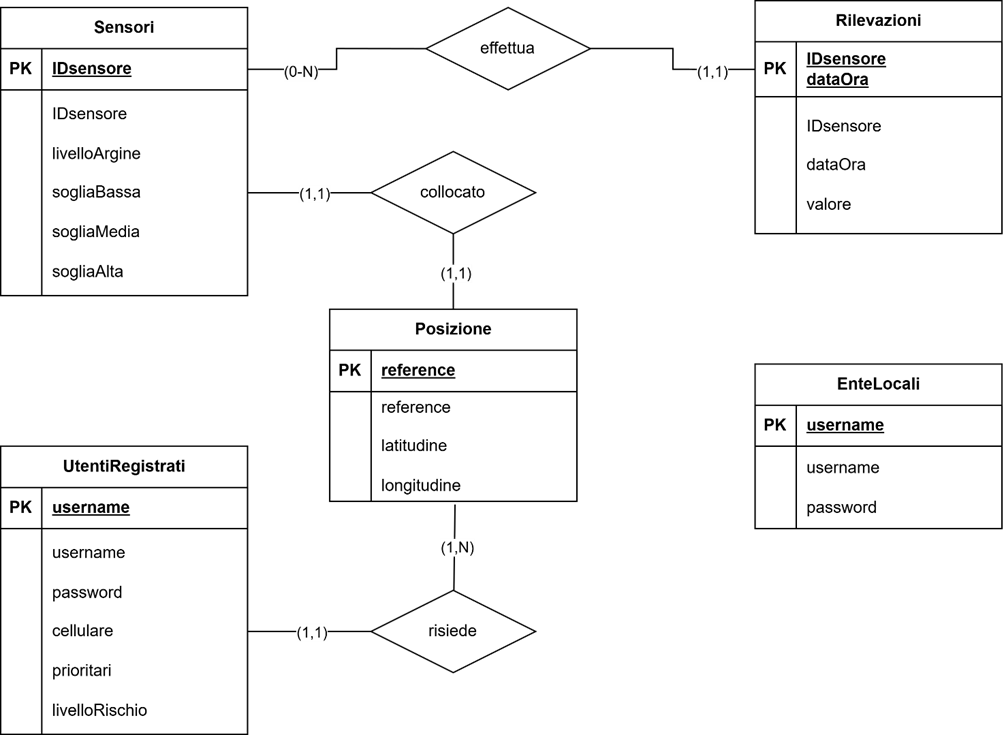 Sensori
PK IDsensore
IDsensore
livelloArgine
sogliaBassa
sogliaMedia
sogliaAlta
(0-N)
effettua
(1,1)
Rilevazioni
PK IDsensore
dataOra
IDsensore
dataOra
valore
(1,1)
collocato
(1,1)
Posizione
PK reference
reference
latitudine
longitudine
EnteLocali
PK username
username
password
UtentiRegistrati
PK username
username
password
cellulare
prioritari
livelloRischio
(1,N)
(1,1)
risiede